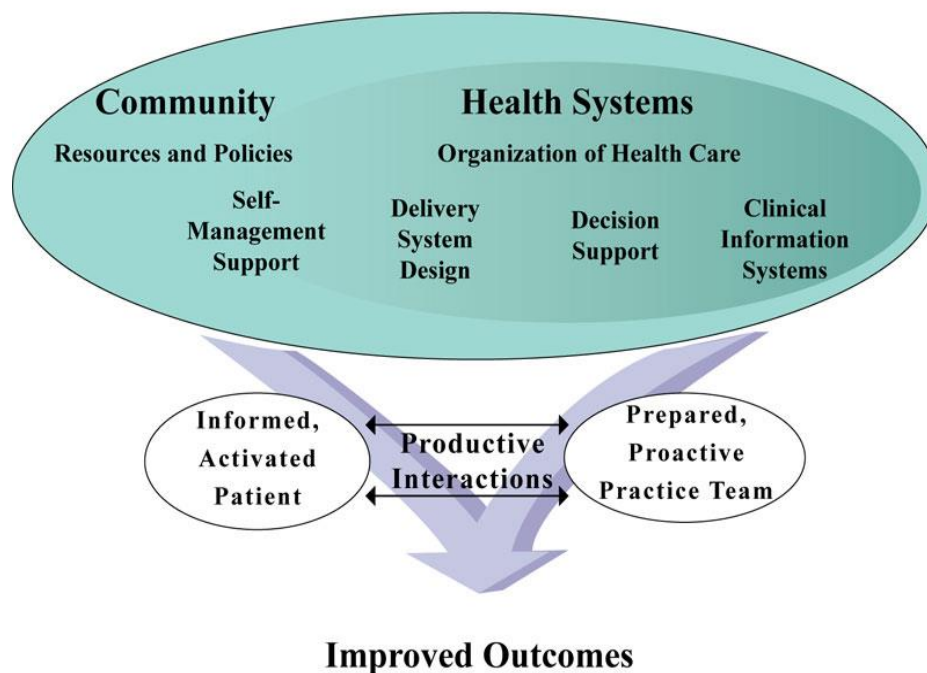 Community
Health Systems
Resources and Policies
Organization of Health Care
Self-
Management
Support
Delivery
System
Design
Decision
Support
Clinical
Information
Systems
Informed,
Activated
Patient
Productive
Interactions
Prepared,
Proactive
Practice Team
Improved Outcomes